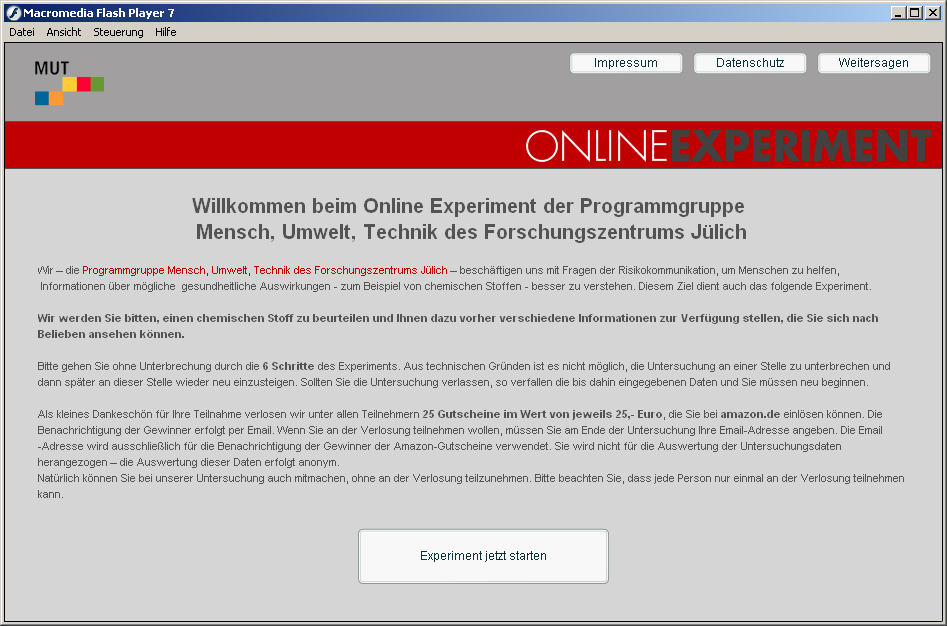 Macromedia Flash Player 7
Datei Ansicht Steuerung Hilfe
MUT
Impressum Datenschutz Weitersagen
ONLINEEXPERIMENT
Willkommen beim Online Experiment der Programmgruppe
Mensch, Umwelt, Technik des Forschungszentrums Jülich
Wir – die Programmgruppe Mensch, Umwelt, Technik des Forschungszentrums Jülich – beschäftigen uns mit Fragen der Risikokommunikation, um Menschen zu helfen,
Informationen über mögliche gesundheitliche Auswirkungen - zum Beispiel von chemischen Stoffen - besser zu verstehen. Diesem Ziel dient auch das folgende Experiment.
Wir werden Sie bitten, einen chemischen Stoff zu beurteilen und Ihnen dazu vorher verschiedene Informationen zur Verfügung stellen, die Sie sich nach
Belieben ansehen können.
Bitte gehen Sie ohne Unterbrechung durch die 6 Schritte des Experiments. Aus technischen Gründen ist es nicht möglich, die Untersuchung an einer Stelle zu unterbrechen und
dann später an dieser Stelle wieder neu einzusteigen. Sollten Sie die Untersuchung verlassen, so verfallen die bis dahin eingegebenen Daten und Sie müssen neu beginnen.
Als kleines Dankeschön für Ihre Teilnahme verlosen wir unter allen Teilnehmern 25 Gutscheine im Wert von jeweils 25,- Euro, die Sie bei amazon.de einlösen können. Die
Benachrichtigung der Gewinner erfolgt per Email. Wenn Sie an der Verlosung teilnehmen wollen, müssen Sie am Ende der Untersuchung Ihre Email-Adresse angeben. Die Email
-Adresse wird ausschließlich für die Benachrichtigung der Gewinner der Amazon-Gutscheine verwendet. Sie wird nicht für die Auswertung der Untersuchungsdaten
herangezogen – die Auswertung dieser Daten erfolgt anonym.
Natürlich können Sie bei unserer Untersuchung auch mitmachen, ohne an der Verlosung teilzunehmen. Bitte beachten Sie, dass jede Person nur einmal an der Verlosung teilnehmen
kann.
Experiment jetzt starten